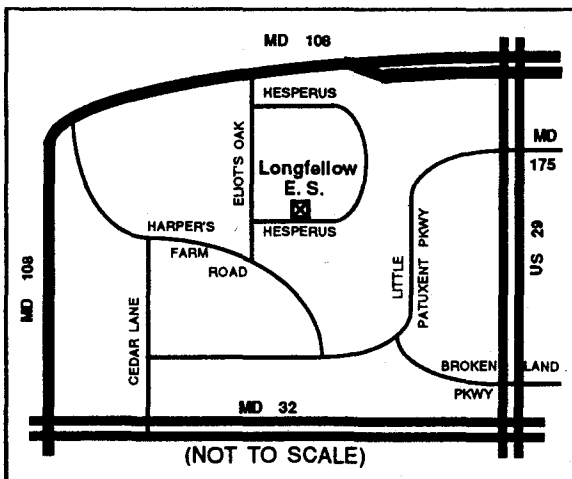 MD 108
HESPERUS
MD
175
ELIOT'S OAK
Longfellow
E. S.
HESPERUS
HARPER'S
FARM
ROAD
LITTLE
PATUXENT PKWY
US 29
MD 108
CEDAR LANE
BROKEN LAND
PKWY
MD 32
(NOT TO SCALE)